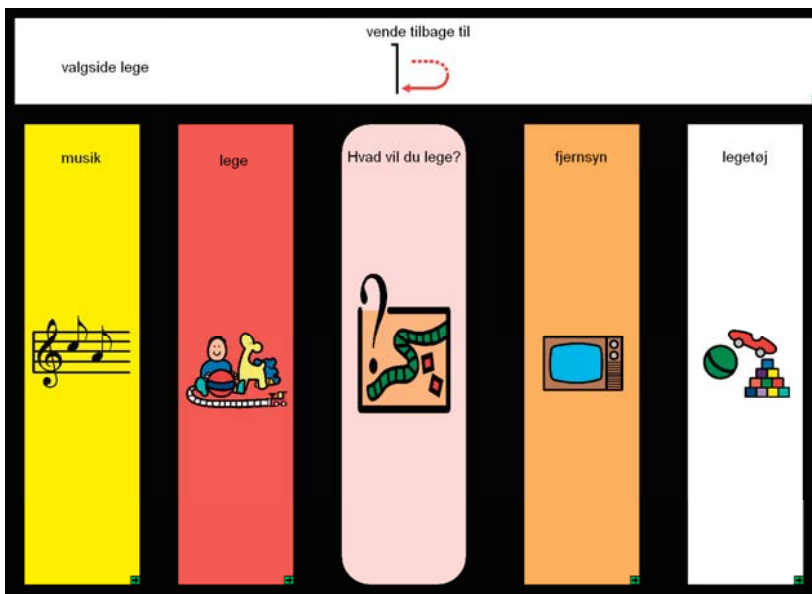 vende tilbage til
valgside lege
musik
lege
Hvad vil du lege?
fjernsyn
legetøj